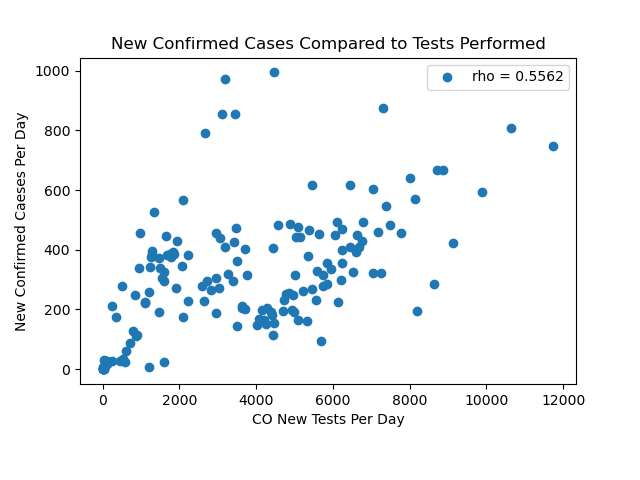 New Confirmed Cases Compared to Tests Performed
rho = 0.5562
1000
800
600
400
200
0
New Confirmed Caeses Per Day
0 2000 4000 6000 8000 10000 12000
CO New Tests Per Day